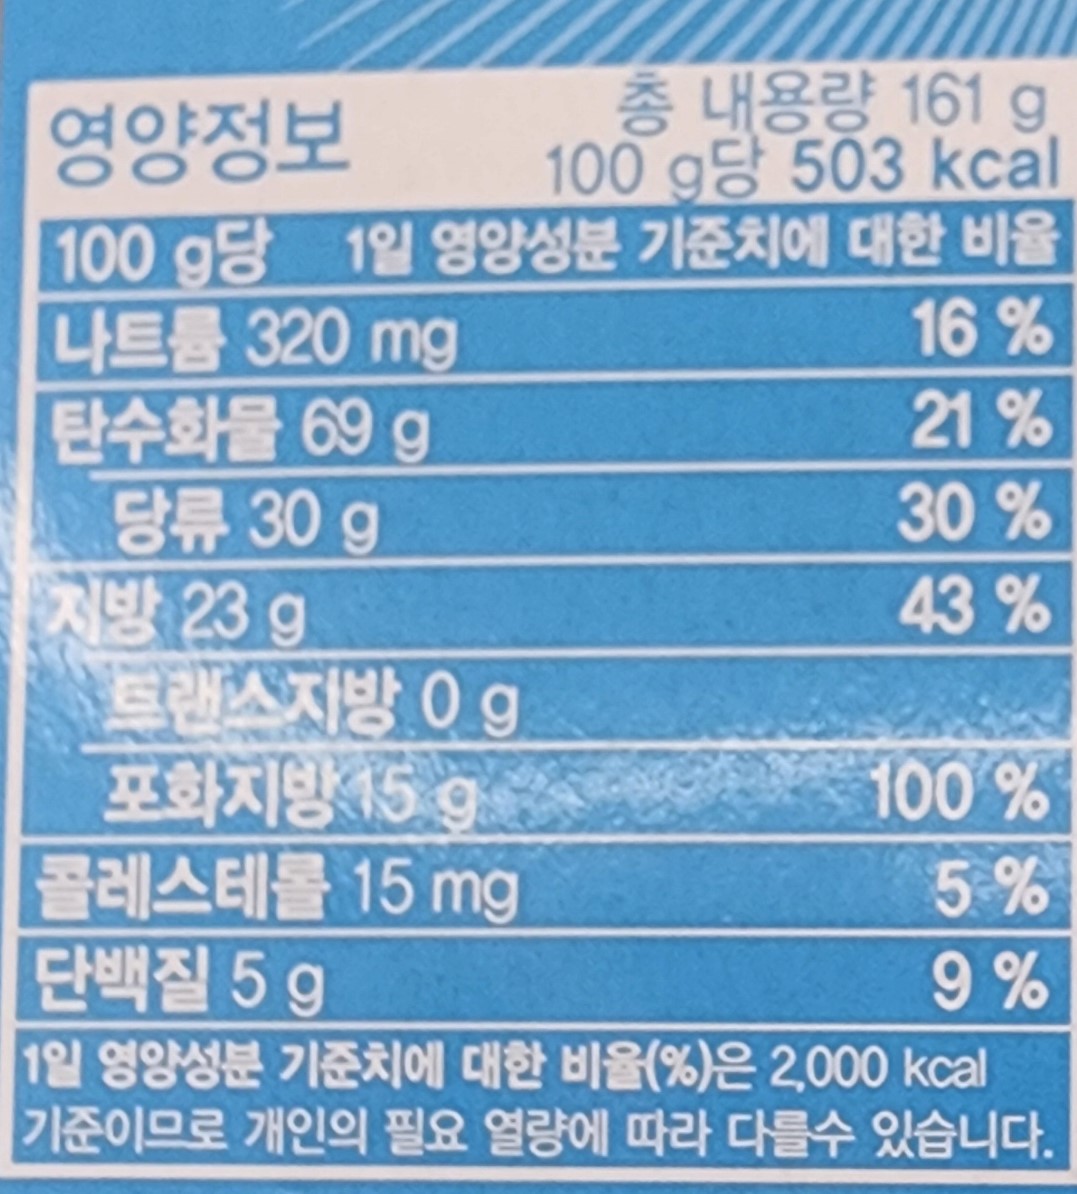 영양정보
총 내용량 161 g
100 g당 503 kcal
100 g당 1일 영양성분 기준치에 대한 비율
나트륨 320 mg 16 %
탄수화물 69 g 21 %
당류 30 g 30 %
지방 23 g 43 %
트랜스지방 0 g
포화지방 15 g 100 %
콜레스테롤 15 mg 5 %
단백질 5 g 9 %
1일 영양성분 기준치에 대한 비율(%)은 2,000 kcal
기준이므로 개인의 필요 열량에 따라 다를수 있습니다.